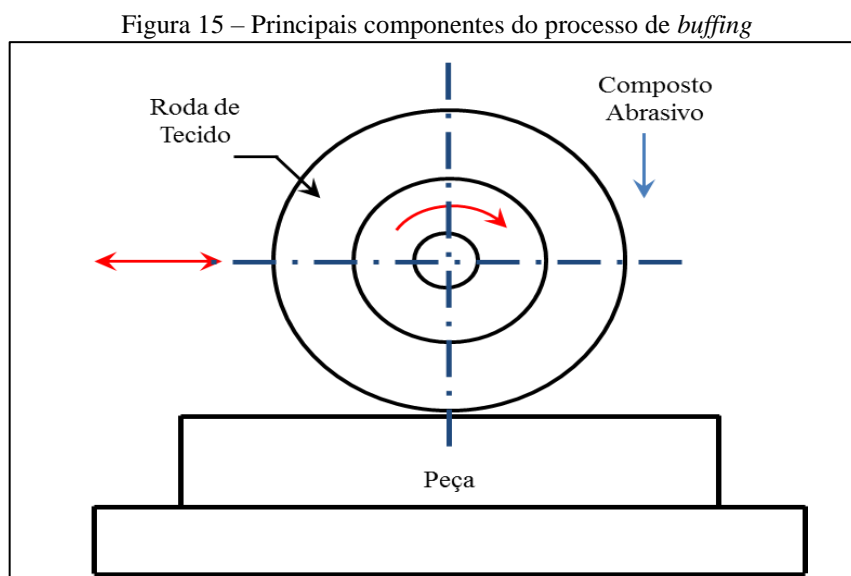 Figura 15 – Principais componentes do processo de buffing
Roda de
Tecido
Composto
Abrasivo
Peça